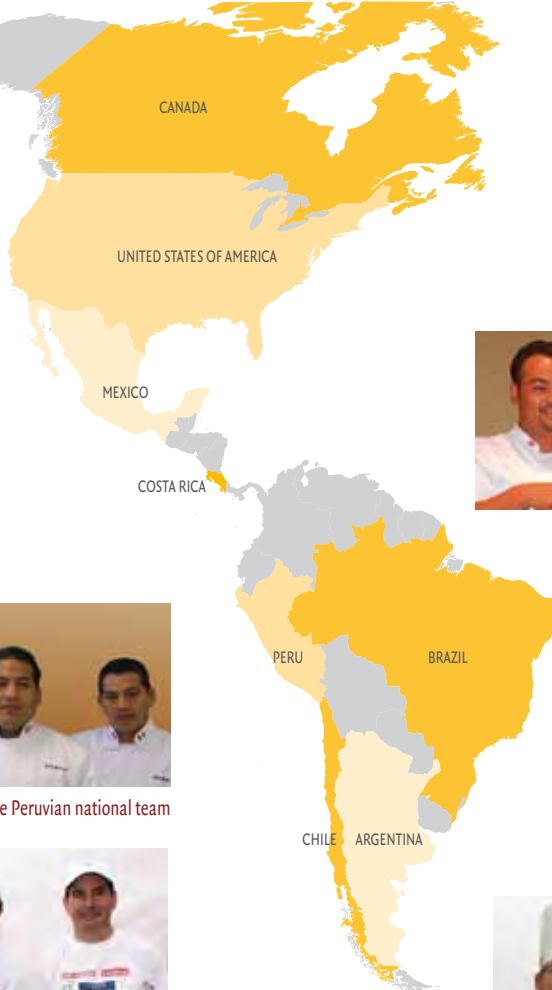 CANADA
UNITED STATES OF AMERICA
MEXICO
COSTA RICA
PERU
BRAZIL
e Peruvian national team
CHILE
ARGENTINA